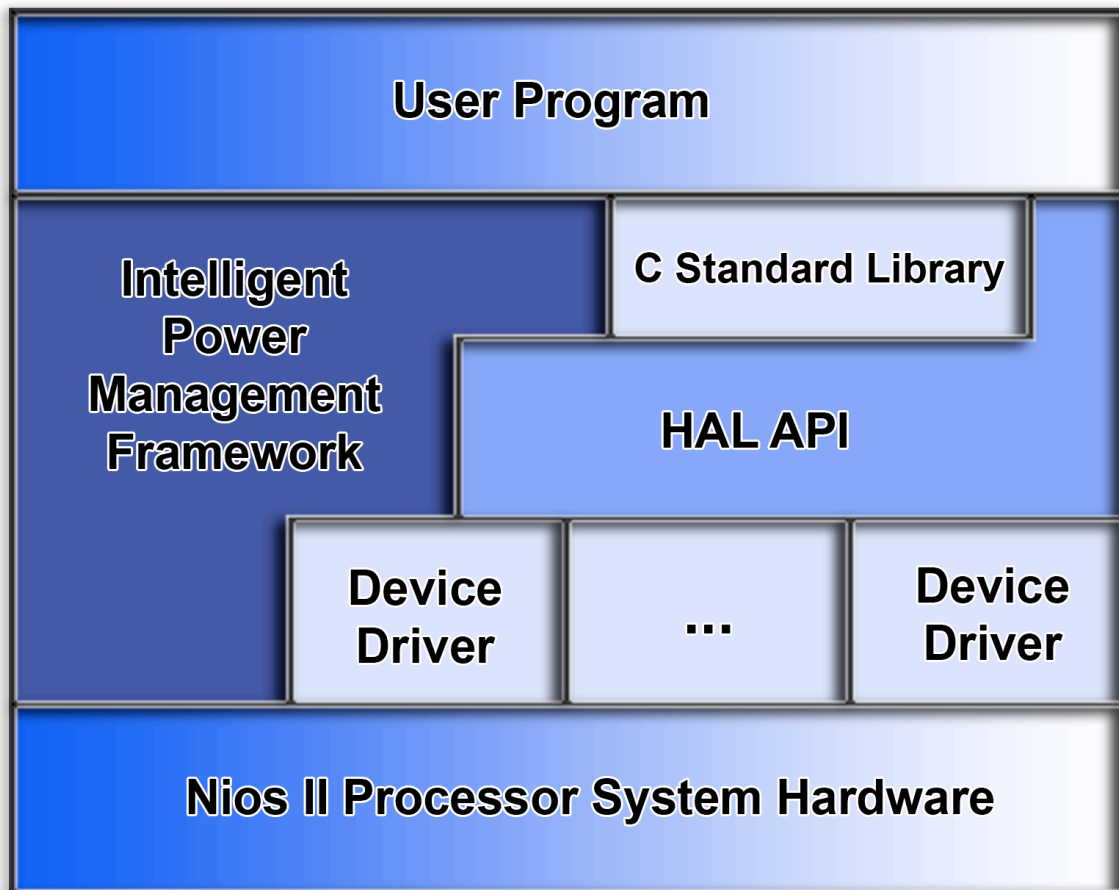 User Program
Intelligent
Power
Management
Framework
C Standard Library
HAL API
Device
Driver
...
Device
Driver
Nios II Processor System Hardware